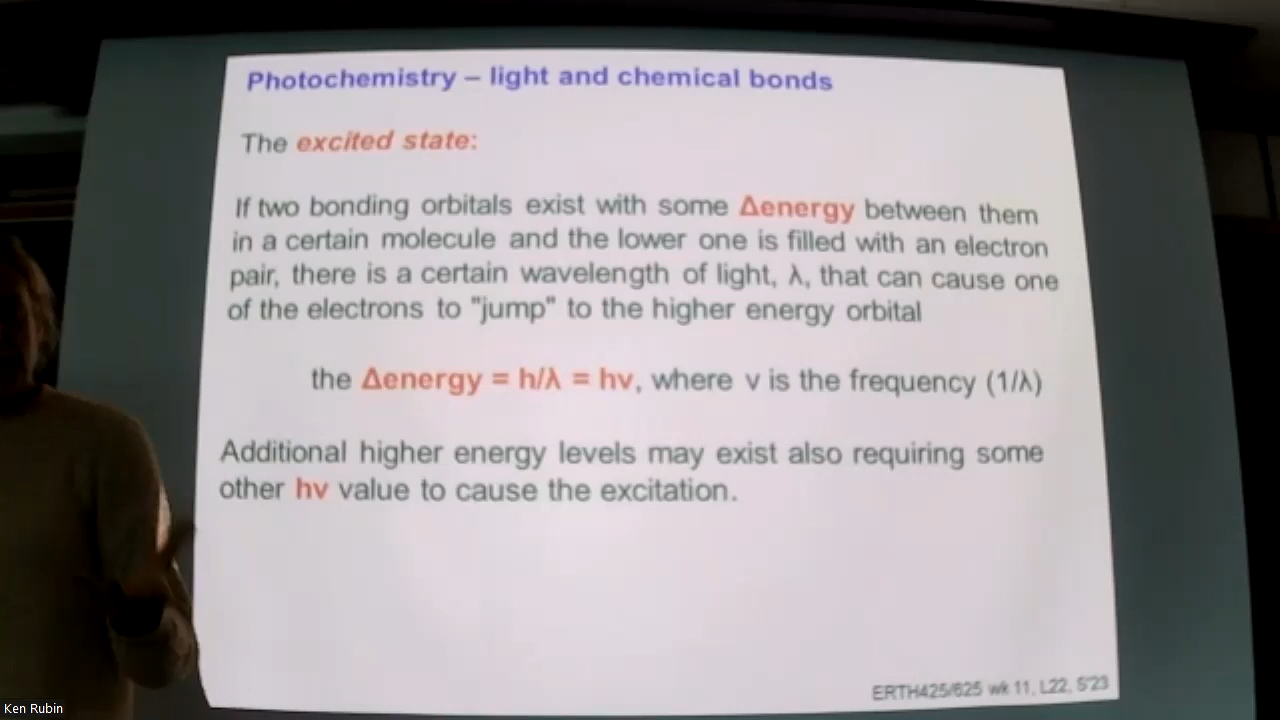 Photochemistry – light and chemical bonds
The excited state:
If two bonding orbitals exist with some Δenergy between them
in a certain molecule and the lower one is filled with an electron
pair, there is a certain wavelength of light, λ, that can cause one
of the electrons to "jump" to the higher energy orbital
the Δenergy = h/λ = hv, where v is the frequency (1/λ)
Additional higher energy levels may exist also requiring some
other hv value to cause the excitation.
ERTH425/625 wk 11, L22, S'23
Ken Rubin